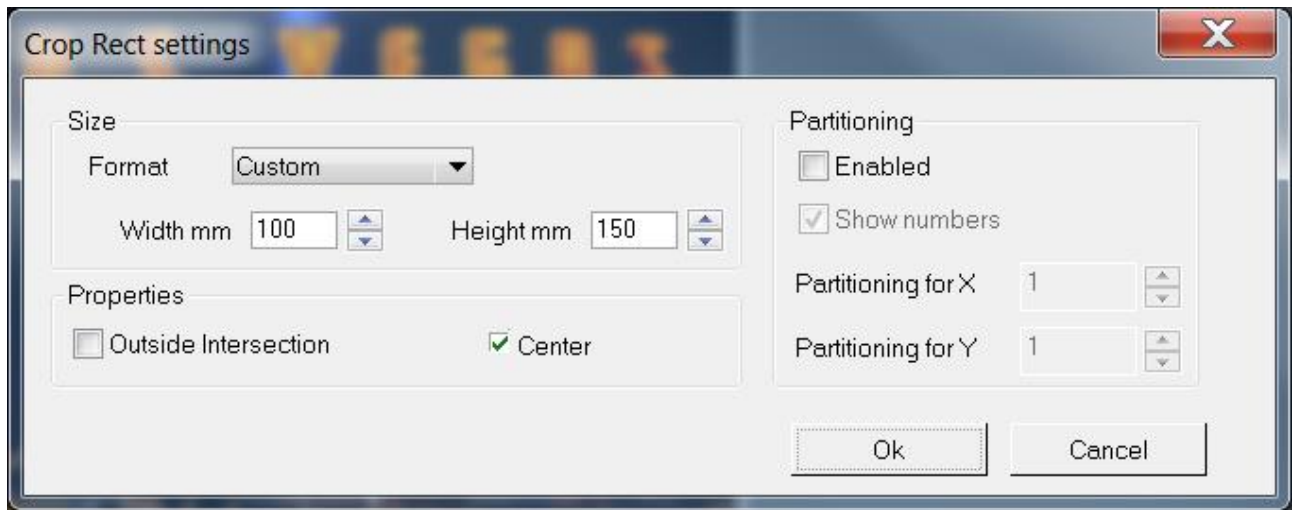 Crop Rect settings
Size
Format Custom
Width mm 100 Height mm 150
Properties
Outside Intersection Center
Partitioning
Enabled
Show numbers
Partitioning for X 1
Partitioning for Y 1
Ok Cancel